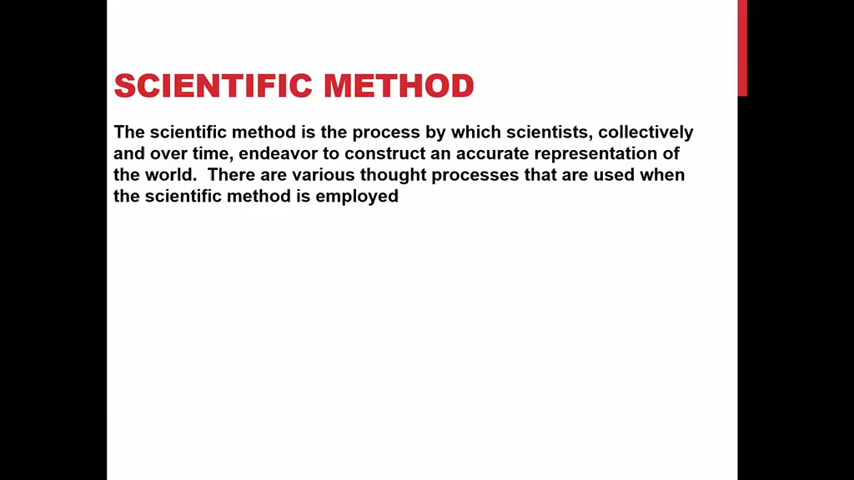 SCIENTIFIC METHOD
The scientific method is the process by which scientists, collectively
and over time, endeavor to construct an accurate representation of
the world.  There are various thought processes that are used when
the scientific method is employed